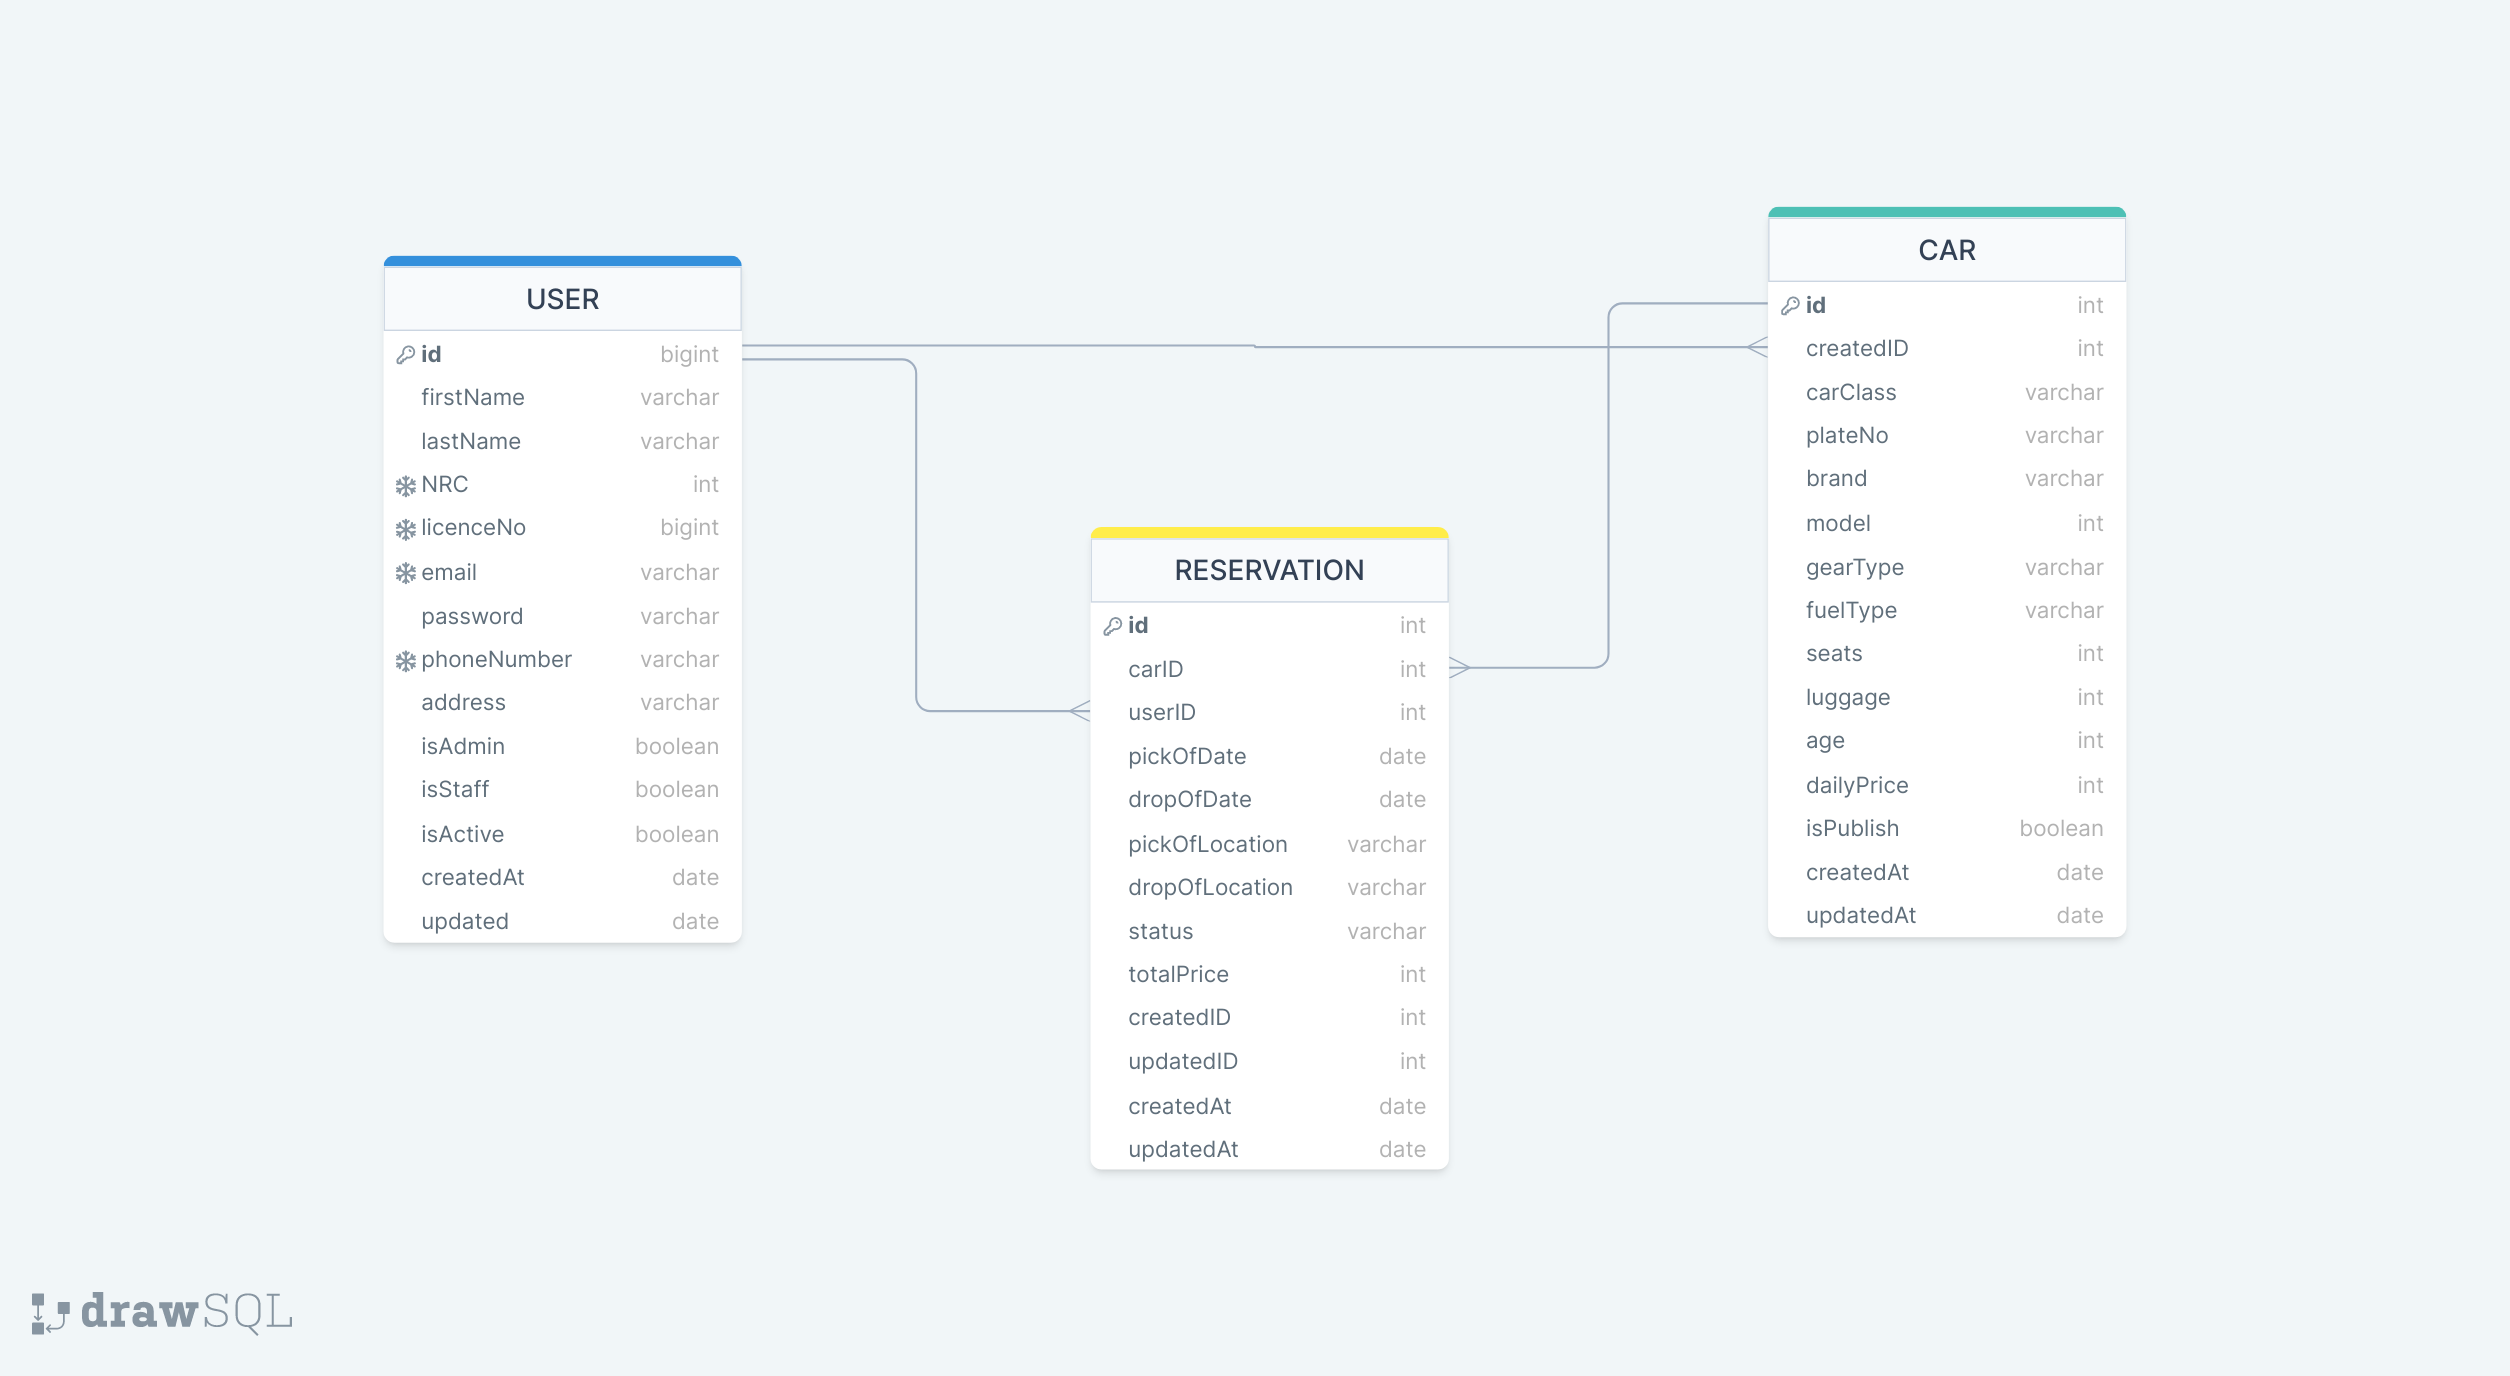 USER
id bigint
firstName varchar
lastName varchar
NRC int
licenceNo bigint
email varchar
password varchar
phoneNumber varchar
address varchar
isAdmin boolean
isStaff boolean
isActive boolean
createdAt date
updated date
RESERVATION
id int
carID int
userID int
pickOfDate date
dropOfDate date
pickOfLocation varchar
dropOfLocation varchar
status varchar
totalPrice int
createdID int
updatedID int
createdAt date
updatedAt date
CAR
id int
createdID int
carClass varchar
plateNo varchar
brand varchar
model int
gearType varchar
fuelType varchar
seats int
luggage int
age int
dailyPrice int
isPublish boolean
createdAt date
updatedAt date
drawSQL